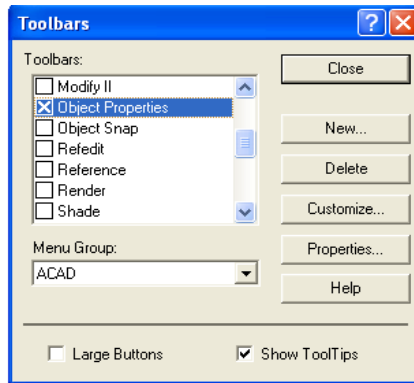 Toolbars
Toolbars:
Modify II
Object Properties
Object Snap
Refedit
Reference
Render
Shade
Menu Group:
ACAD
Close
New...
Delete
Customize...
Properties...
Help
Large Buttons
Show ToolTips